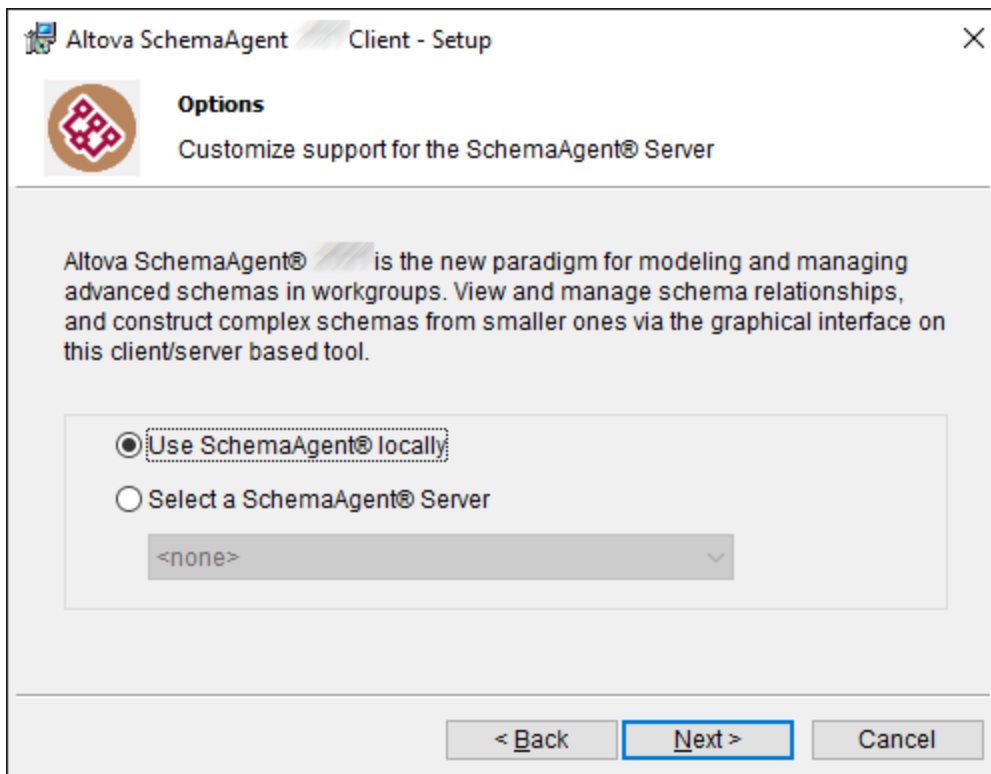 Altova SchemaAgent Client - Setup
Options
Customize support for the SchemaAgent® Server
Altova SchemaAgent® is the new paradigm for modeling and managing
advanced schemas in workgroups. View and manage schema relationships,
and construct complex schemas from smaller ones via the graphical interface on
this client/server based tool.
Use SchemaAgent® locally
Select a SchemaAgent® Server
<none>
< Back
Next >
Cancel